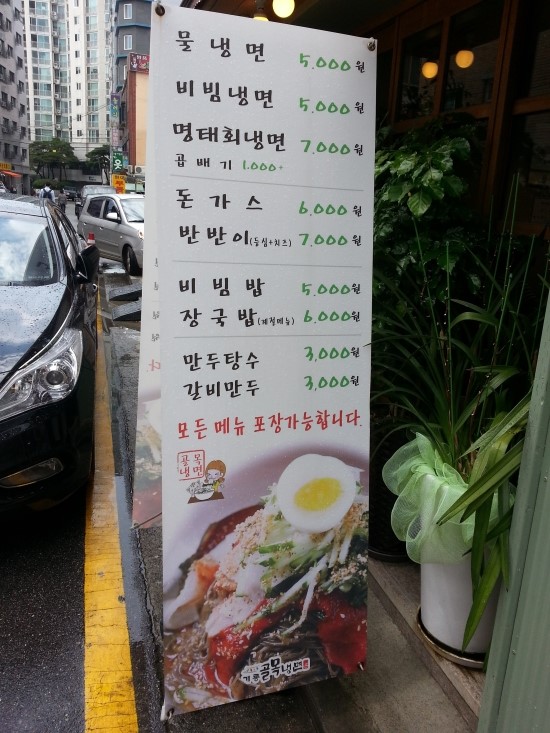 물냉면 5,000원
비빔냉면 5,000원
명태회냉면 7,000원
곱배기 1,000+
돈가스 6,000원
반반이(등심+치즈) 7,000원
비빔밥 5,000원
장국밥(계절메뉴) 6,000원
만두탕수 3,000원
갈비만두 3,000원
모든 메뉴 포장가능합니다.
골목
냉면
골목냉면